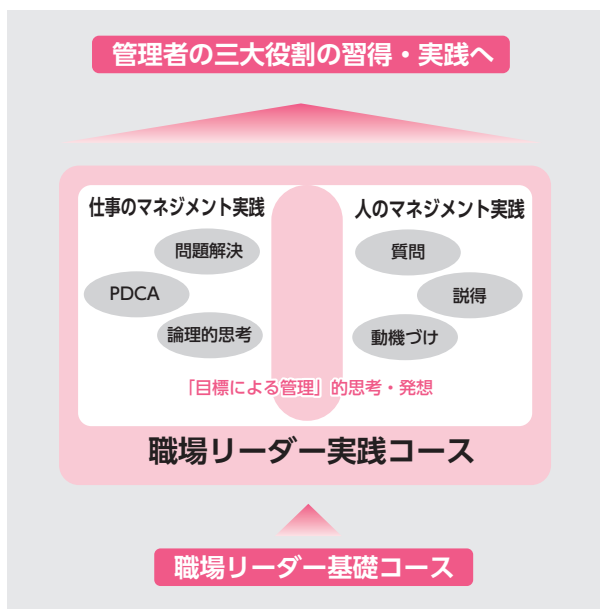 管理者の三大役割の習得・実践へ
仕事のマネジメント実践
問題解決
PDCA
論理的思考
人のマネジメント実践
質問
説得
動機づけ
「目標による管理」的思考・発想
職場リーダー実践コース
職場リーダー基礎コース